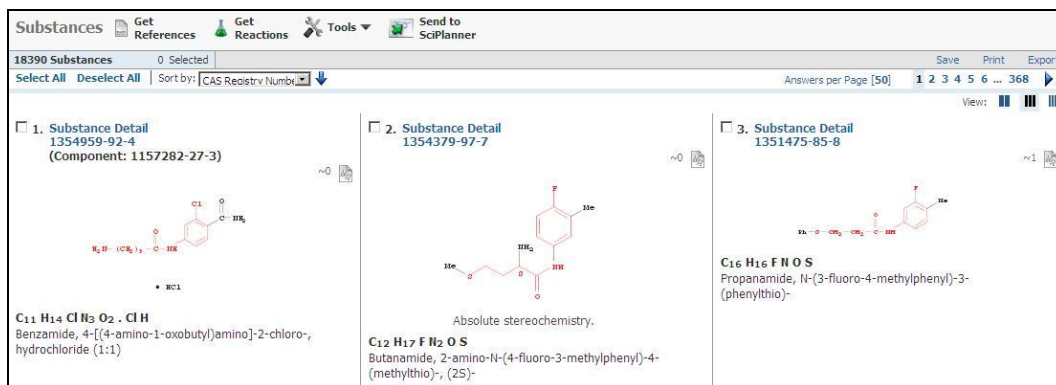 Substances Get References Get Reactions Tools Send to SciPlanner
18390 Substances 0 Selected Save Print Export
Select All Deselect All Sort by: CAS Registry Numbe Answers per Page [50] 1 2 3 4 5 6 ... 368
View:
1. Substance Detail
1354959-92-4
(Component: 1157282-27-3)
~0
Cl O
C NH2
O
H2N (CH2)3 C NH
• HCl
C11 H14 Cl N3 O2 . Cl H
Benzamide, 4-[(4-amino-1-oxobutyl)amino]-2-chloro-,
hydrochloride (1:1)
2. Substance Detail
1354379-97-7
~0
F
Me
NH2
Me NH
S S
O
Absolute stereochemistry.
C12 H17 F N2 O S
Butanamide, 2-amino-N-(4-fluoro-3-methylphenyl)-4-
(methylthio)-, (2S)-
3. Substance Detail
1351475-85-8
~1
F
Me
O
Ph S CH2 CH2 C NH
C16 H16 F N O S
Propanamide, N-(3-fluoro-4-methylphenyl)-3-
(phenylthio)-